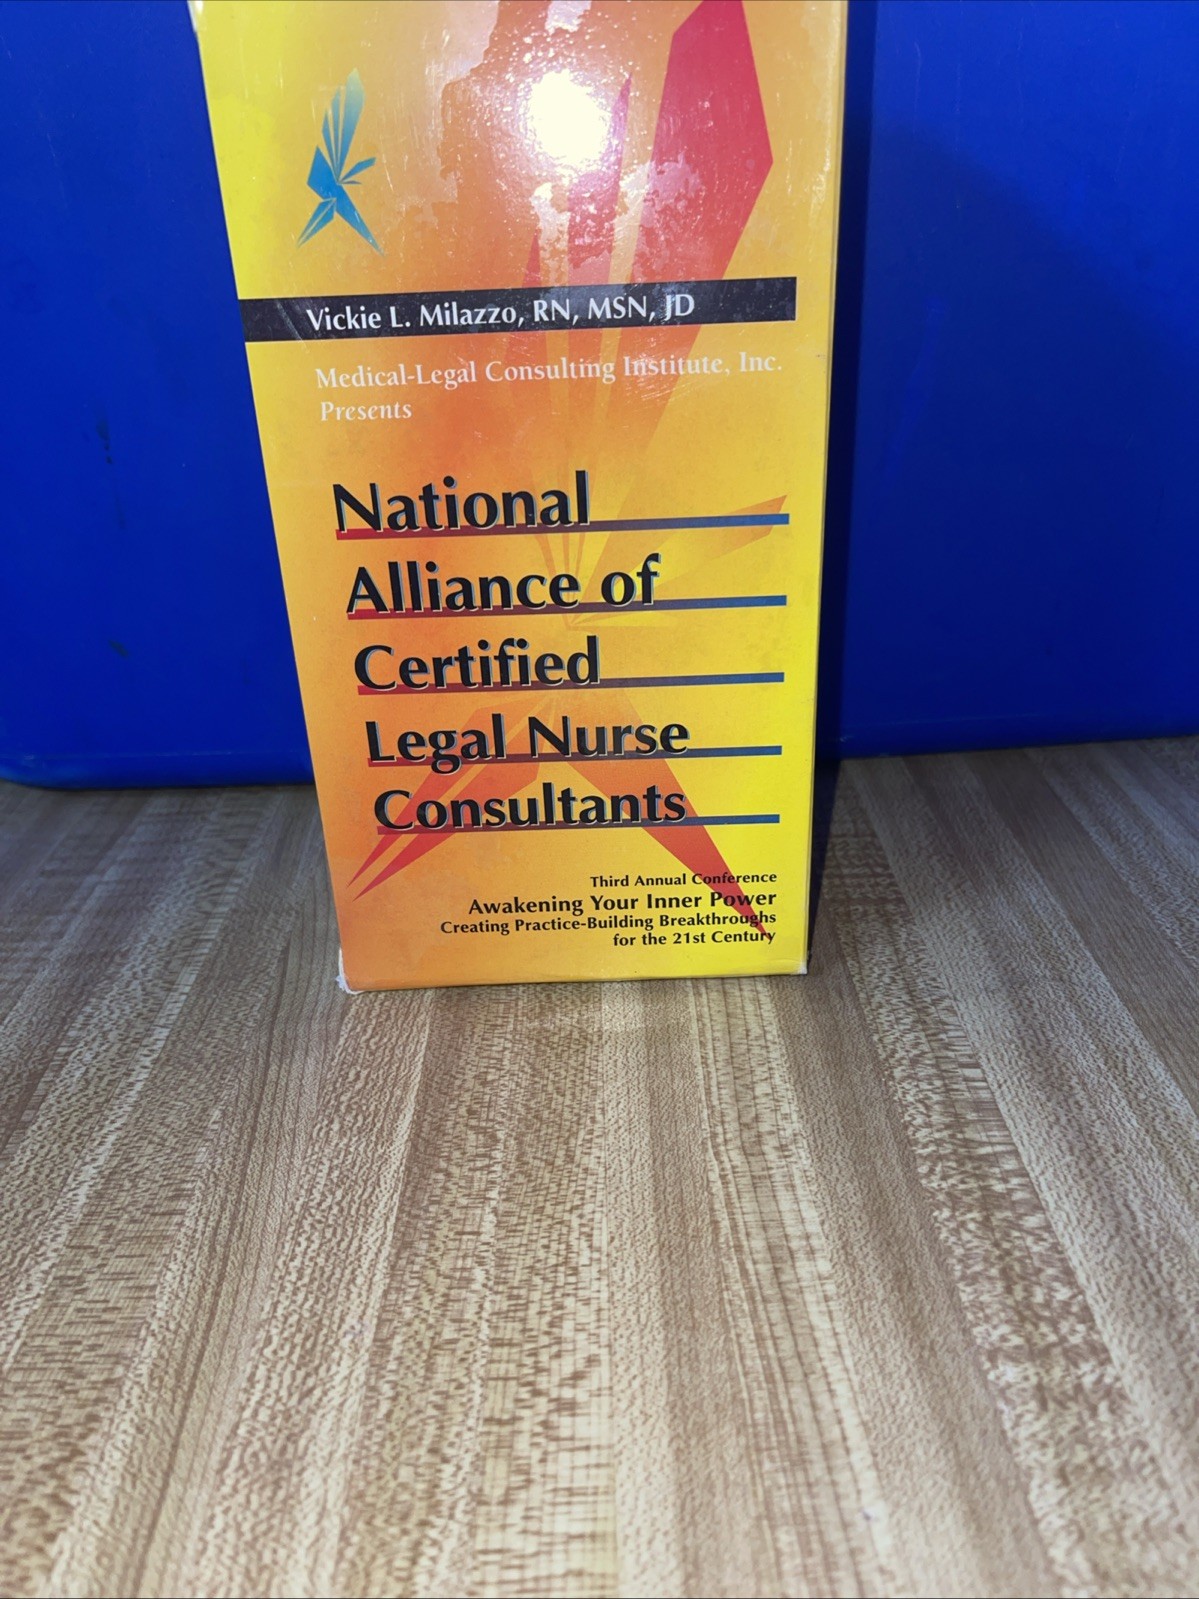 Vickie L. Milazzo, RN, MSN, JD
Medical-Legal Consulting Institute, Inc.
Presents
National
Alliance of
Certified
Legal Nurse
Consultants
Third Annual Conference
Awakening Your Inner Power
Creating Practice-Building Breakthroughs
for the 21st Century